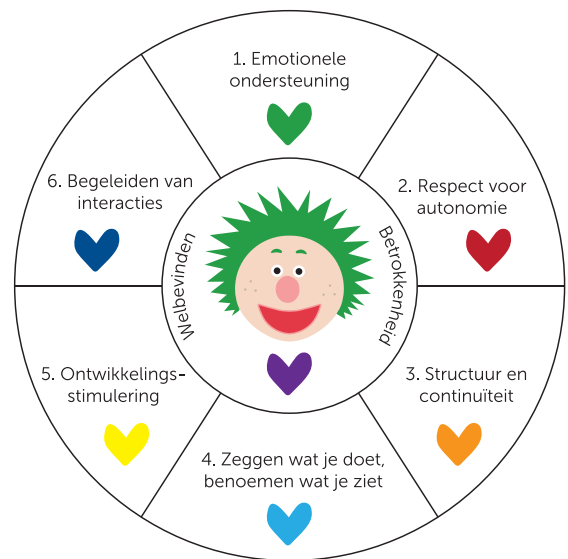 1. Emotionele
ondersteuning
2. Respect voor
autonomie
3. Structuur en
continuïteit
4. Zeggen wat je doet,
benoemen wat je ziet
5. Ontwikkelings-
stimulering
6. Begeleiden van
interacties
Welbevinden
Betrokkenheid